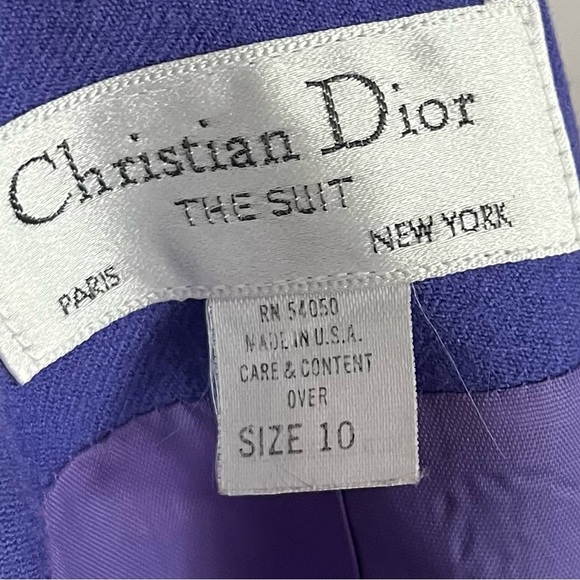 Christian Dior
THE SUIT
PARIS
NEW YORK
RN 54050
MADE IN U.S.A.
CARE & CONTENT
OVER
SIZE 10